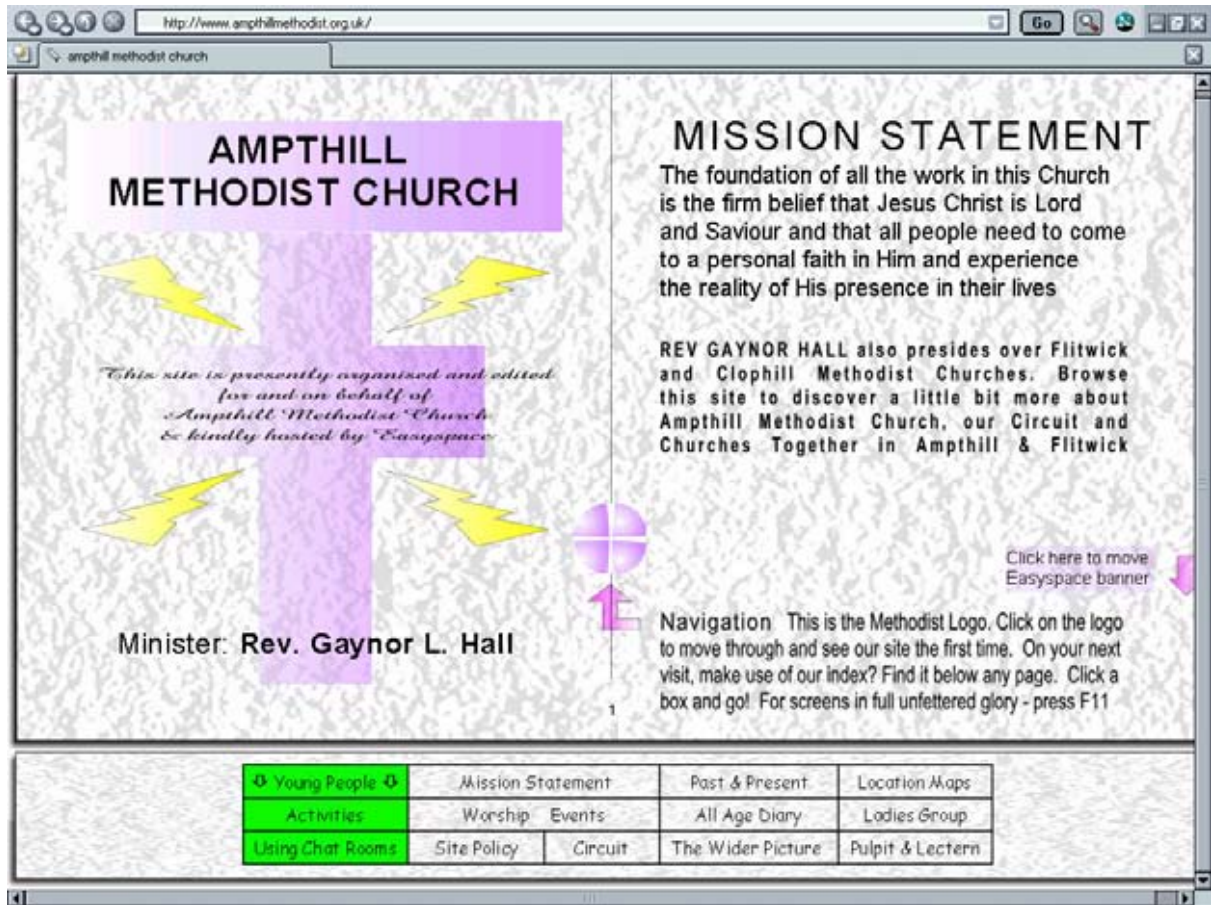 http://www.ampthillmethodist.org.uk/
Go
ampthill methodist church
AMPTHILL
METHODIST CHURCH
This site is presently organised and edited
for and on behalf of
Ampthill Methodist Church
& kindly hosted by Easyspace
Minister: Rev. Gaynor L. Hall
MISSION STATEMENT
The foundation of all the work in this Church
is the firm belief that Jesus Christ is Lord
and Saviour and that all people need to come
to a personal faith in Him and experience
the reality of His presence in their lives
REV GAYNOR HALL also presides over Flitwick
and Clophill Methodist Churches. Browse
this site to discover a little bit more about
Ampthill Methodist Church, our Circuit and
Churches Together in Ampthill & Flitwick
Click here to move
Easyspace banner
Navigation This is the Methodist Logo. Click on the logo
to move through and see our site the first time. On your next
visit, make use of our index? Find it below any page. Click a
box and go! For screens in full unfettered glory - press F11
1
Young People Mission Statement Past & Present Location Maps
Activities Worship Events All Age Diary Ladies Group
Using Chat Rooms Site Policy Circuit The Wider Picture Pulpit & Lectern